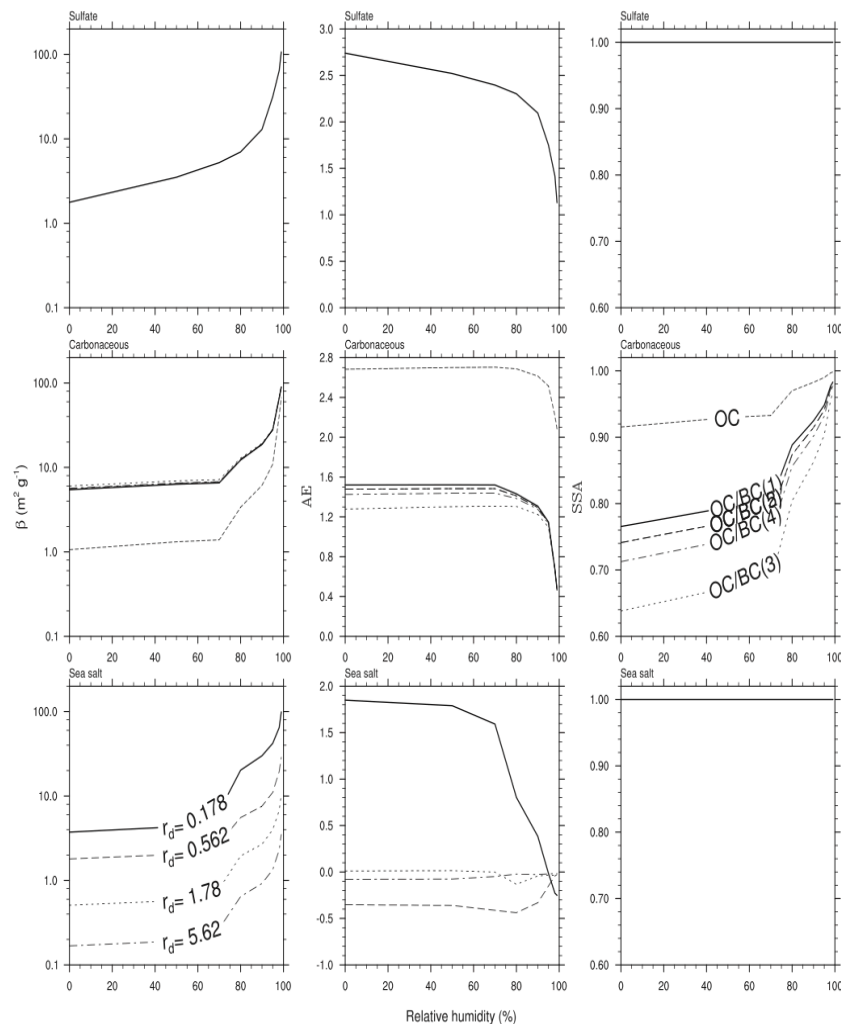 Sulfate
Sulfate
Sulfate
100.0
10.0
1.0
0.1
0 20 40 60 80 100
3.0
2.5
2.0
1.5
1.0
0.5
0.0
0 20 40 60 80 100
1.00
0.90
0.80
0.70
0.60
0 20 40 60 80 100
Carbonaceous
Carbonaceous
Carbonaceous
β (m² g⁻¹)
100.0
10.0
1.0
0.1
0 20 40 60 80 100
AE
2.8
2.4
2.0
1.6
1.2
0.8
0.4
0.0
0 20 40 60 80 100
SSA
1.00
0.90
0.80
0.70
0.60
OC
OC/BC(1)
OC/BC(2)
OC/BC(4)
OC/BC(3)
0 20 40 60 80 100
Sea salt
Sea salt
Sea salt
100.0
10.0
1.0
0.1
r_d= 0.178
r_d= 0.562
r_d= 1.78
r_d= 5.62
0 20 40 60 80 100
2.0
1.5
1.0
0.5
0.0
-0.5
-1.0
0 20 40 60 80 100
1.00
0.90
0.80
0.70
0.60
0 20 40 60 80 100
Relative humidity (%)